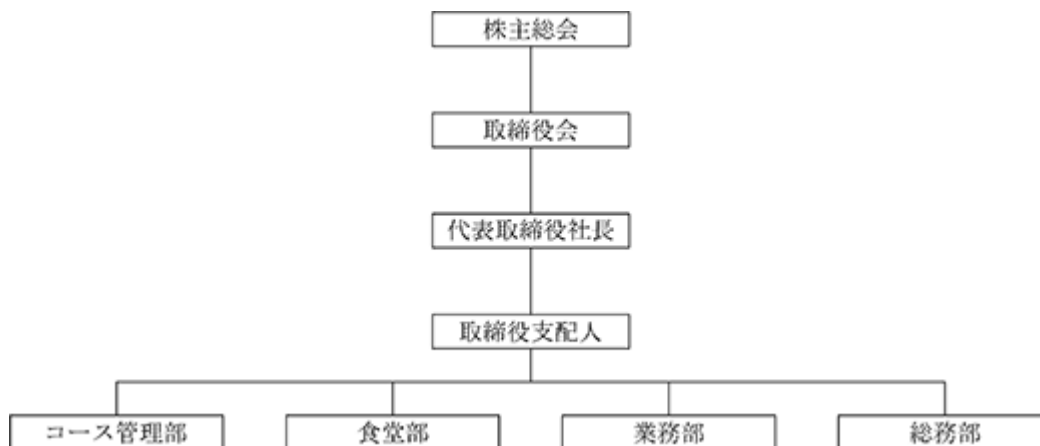 株主総会
取締役会
代表取締役社長
取締役支配人
コース管理部
食堂部
業務部
総務部